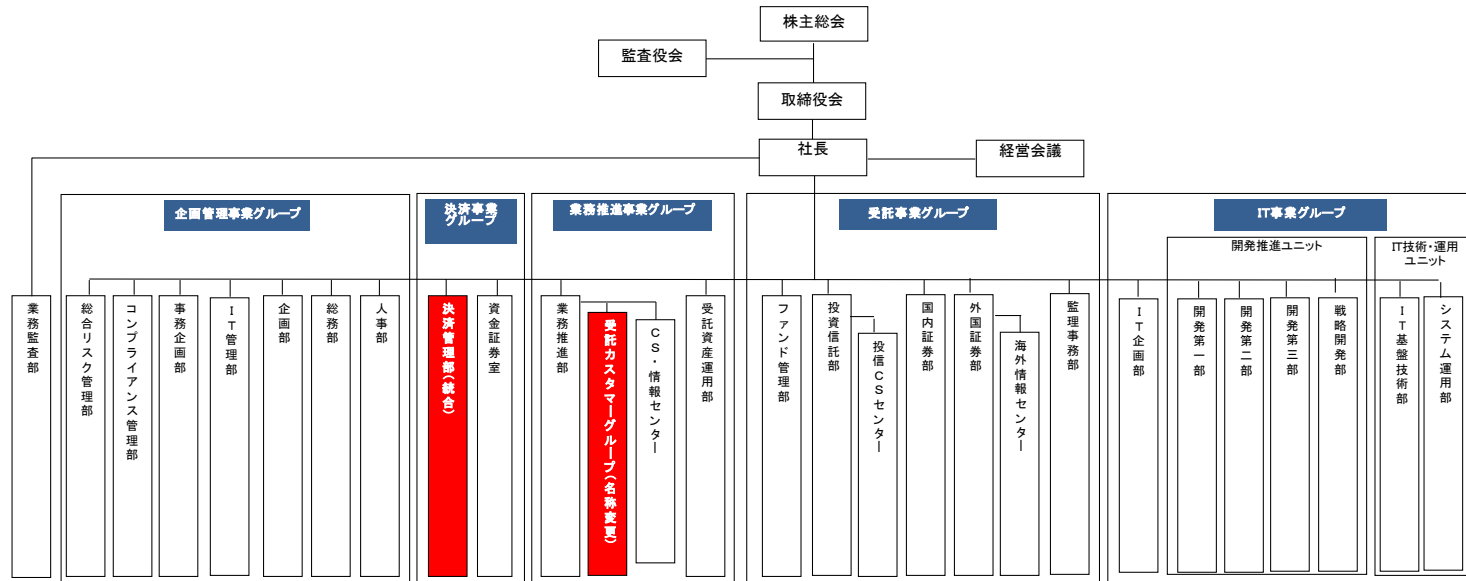 株主総会
監査役会
取締役会
社長
経営会議
企画管理事業グループ
決済事業
グループ
業務推進事業グループ
受託事業グループ
IT事業グループ
開発推進ユニット
IT技術・運用
ユニット
業務監査部
総合リスク管理部
コンプライアンス管理部
事務企画部
IT管理部
企画部
総務部
人事部
決済管理部(統合)
資金証券室
業務推進部
受託カスタマーグループ(名称変更)
CS・情報センター
受託資産運用部
ファンド管理部
投資信託部
投信CSセンター
国内証券部
外国証券部
海外情報センター
監理事務部
IT企画部
開発第一部
開発第二部
開発第三部
戦略開発部
IT基盤技術部
システム運用部